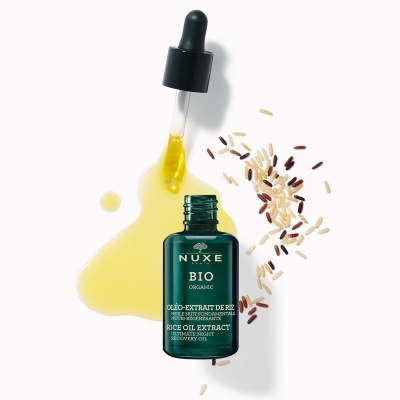 NUXE
PARIS
BIO
ORGANIC
OLÉO-EXTRAIT DE RIZ
HUILE NUIT FONDAMENTALE
NUTRI-RÉGÉNÉRANTE
RICE OIL EXTRACT
ULTIMATE NIGHT
RECOVERY OIL